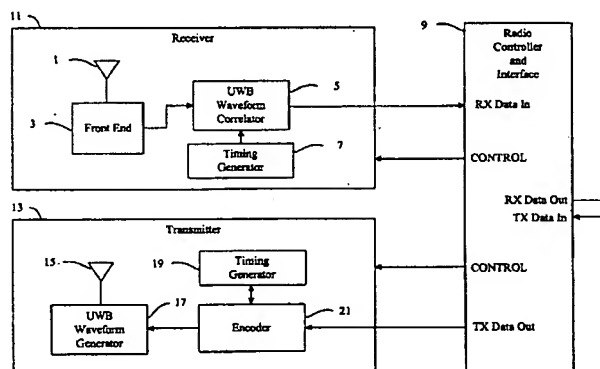 11
Receiver
1
3
Front End
UWB
Waveform
Correlator
5
Timing
Generator
7
9
Radio
Controller
and
Interface
RX Data In
CONTROL
RX Data Out
TX Data In
CONTROL
TX Data Out
13
Transmitter
15
19
Timing
Generator
UWB
Waveform
Generator
17
Encoder
21